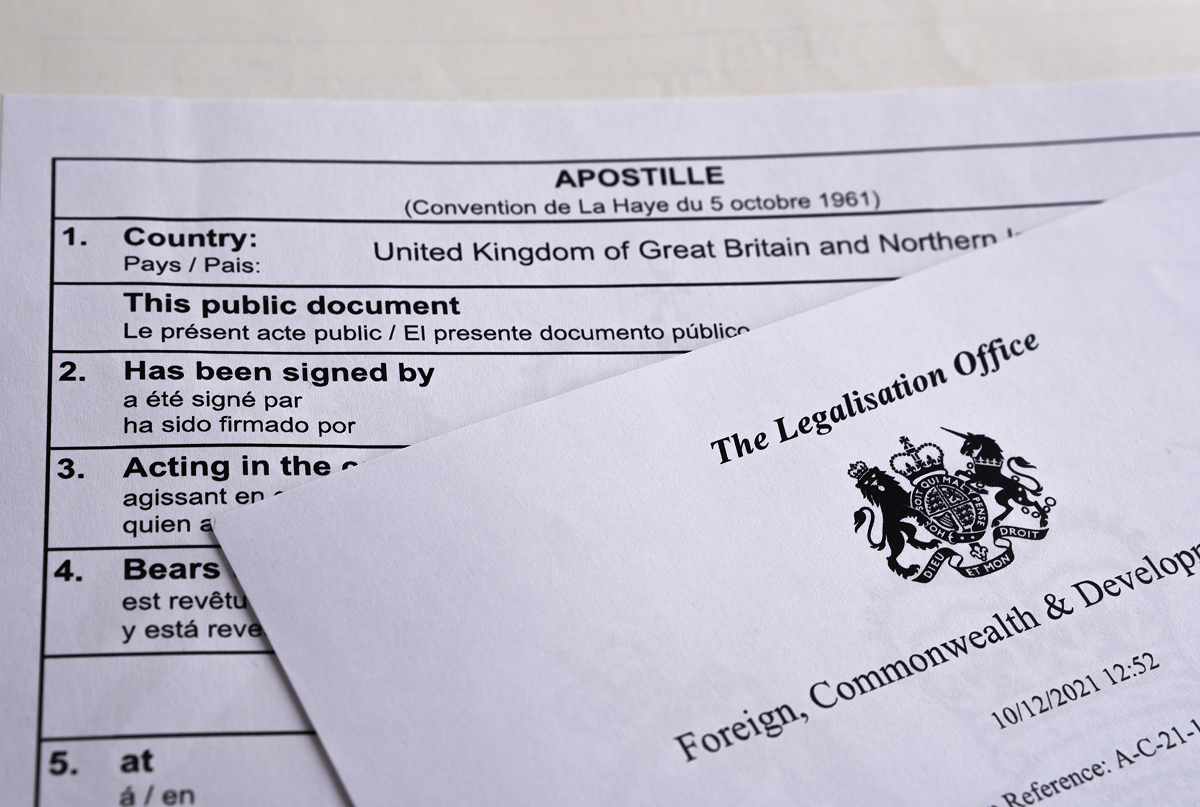 APOSTILLE
(Convention de La Haye du 5 octobre 1961)
1. Country: United Kingdom of Great Britain and Northern
Pays / Pais:
This public document
Le présent acte public / El presente documento público
2. Has been signed by
a été signé par
ha sido firmado por
3. Acting in the
agissant en
quien a
4. Bears
est revêtu
y está reve
5. at
á / en
The Legalisation Office
OIT QUI MAL Y PENSE
DIEU ET MON DROIT
Foreign, Commonwealth & Developm
10/12/2021 12:52
Reference: A-C-21-1